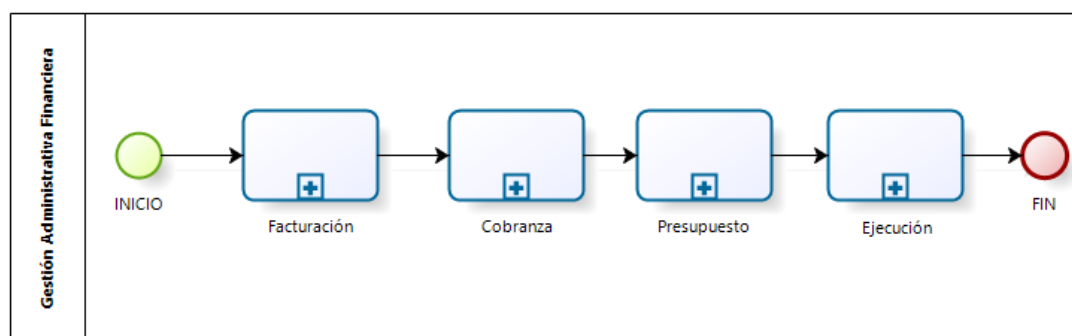 Gestión Administrativa Financiera
INICIO
Facturación
Cobranza
Presupuesto
Ejecución
FIN